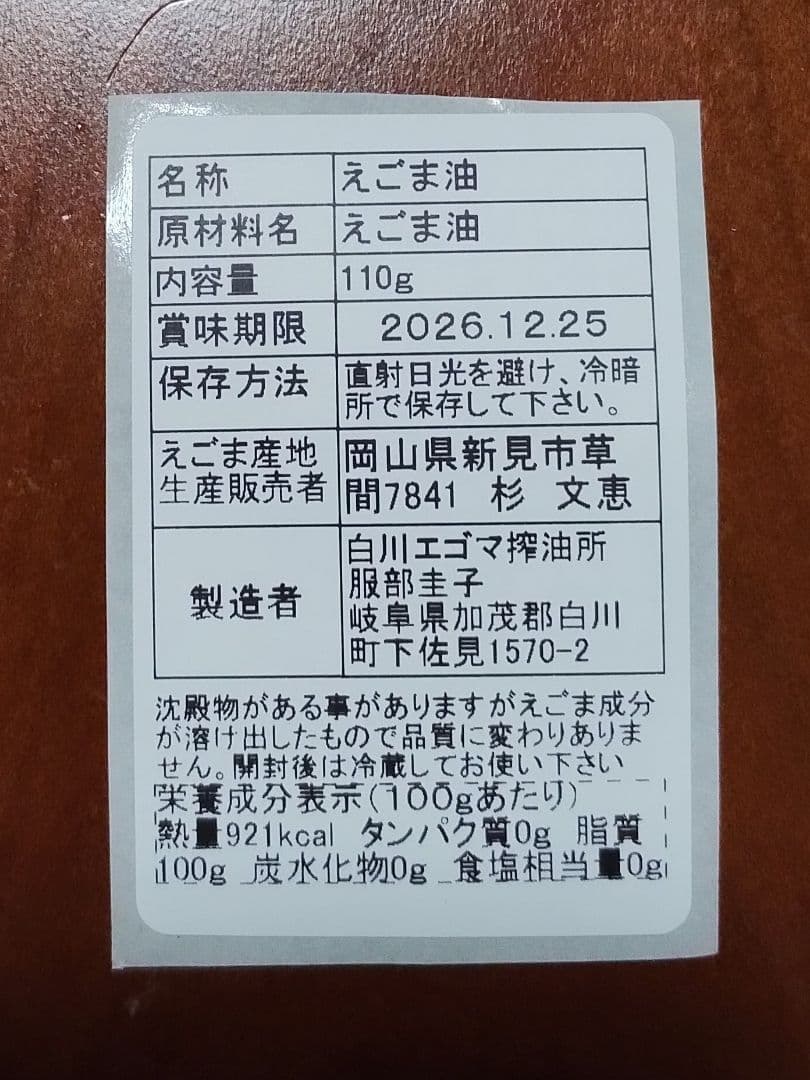 名称 えごま油
原材料名 えごま油
内容量 110g
賞味期限 2026.12.25
保存方法 直射日光を避け、冷暗
所で保存して下さい。
えごま産地
生産販売者
岡山県新見市草
間7841 杉 文恵
製造者
白川エゴマ搾油所
服部圭子
岐阜県加茂郡白川
町下佐見1570-2
沈殿物がある事がありますがえごま成分
が溶け出したもので品質に変わりありま
せん。開封後は冷蔵してお使い下さい
栄養成分表示(100gあたり)
熱量921kcal タンパク質0g 脂質
100g 炭水化物0g 食塩相当量0g